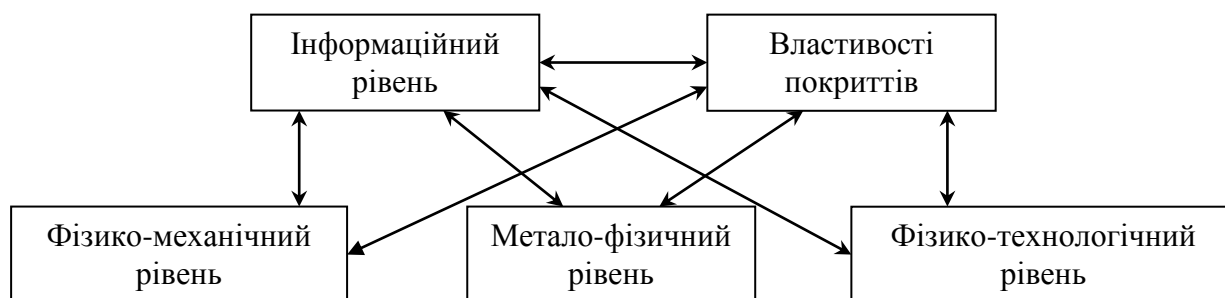 Інформаційний
рівень
Властивості
покриттів
Фізико-механічний
рівень
Метало-фізичний
рівень
Фізико-технологічний
рівень